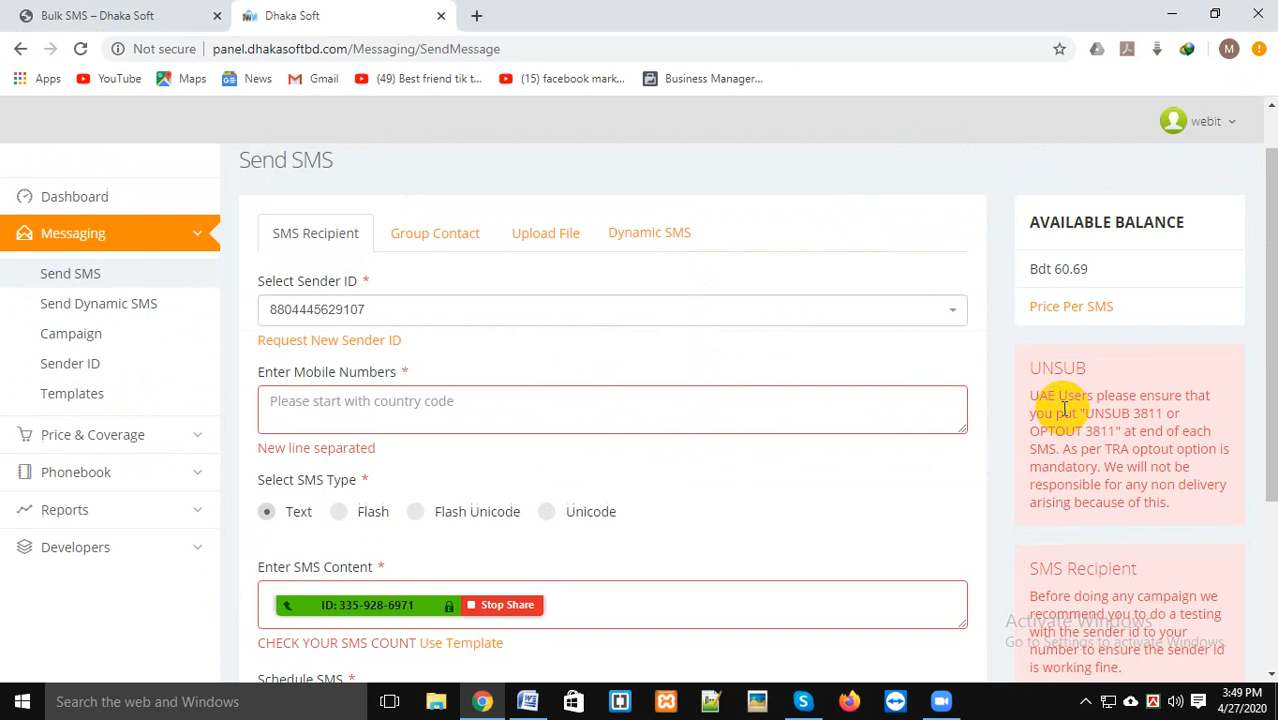 Bulk SMS – Dhaka Soft
Dhaka Soft
Not secure
panel.dhakasoftbd.com/Messaging/SendMessage
M
Apps
YouTube
Maps
News
Gmail
(49) Best friend tik t...
(15) facebook mark...
Business Manager...
webit
Send SMS
Dashboard
Messaging
Send SMS
Send Dynamic SMS
Campaign
Sender ID
Templates
Price & Coverage
Phonebook
Reports
Developers
SMS Recipient
Group Contact
Upload File
Dynamic SMS
Select Sender ID *
8804445629107
Request New Sender ID
Enter Mobile Numbers *
Please start with country code
New line separated
Select SMS Type *
Text
Flash
Flash Unicode
Unicode
Enter SMS Content *
ID: 335-928-6971
Stop Share
CHECK YOUR SMS COUNT Use Template
Schedule SMS *
AVAILABLE BALANCE
Bdt 60.69
Price Per SMS
UNSUB
UAE Users please ensure that
you put "UNSUB 3811 or
OPTOUT 3811" at end of each
SMS. As per TRA optout option is
mandatory. We will not be
responsible for any non delivery
arising because of this.
SMS Recipient
Before doing any campaign we
recommend you to do a testing
with the sender id to your
number to ensure the sender id
is working fine.
Activate Windows
Go to Settings to activate Windows.
Search the web and Windows
3:49 PM
4/27/2020